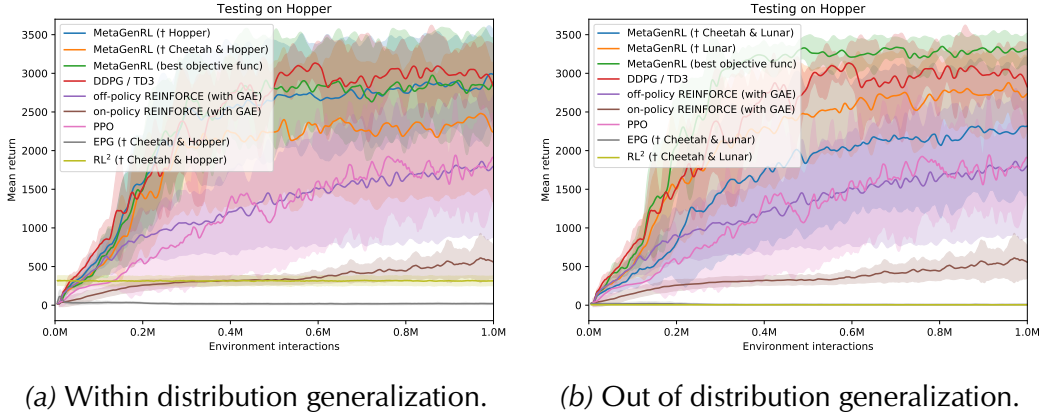 Testing on Hopper
3500
3000
2500
2000
1500
1000
500
0
Mean return
MetaGenRL († Hopper)
MetaGenRL († Cheetah & Hopper)
MetaGenRL (best objective func)
DDPG / TD3
off-policy REINFORCE (with GAE)
on-policy REINFORCE (with GAE)
PPO
EPG († Cheetah & Hopper)
RL² († Cheetah & Hopper)
0.0M 0.2M 0.4M 0.6M 0.8M 1.0M
Environment interactions
(a) Within distribution generalization.
Testing on Hopper
3500
3000
2500
2000
1500
1000
500
0
Mean return
MetaGenRL († Cheetah & Lunar)
MetaGenRL († Lunar)
MetaGenRL (best objective func)
DDPG / TD3
off-policy REINFORCE (with GAE)
on-policy REINFORCE (with GAE)
PPO
EPG († Cheetah & Lunar)
RL² († Cheetah & Lunar)
0.0M 0.2M 0.4M 0.6M 0.8M 1.0M
Environment interactions
(b) Out of distribution generalization.